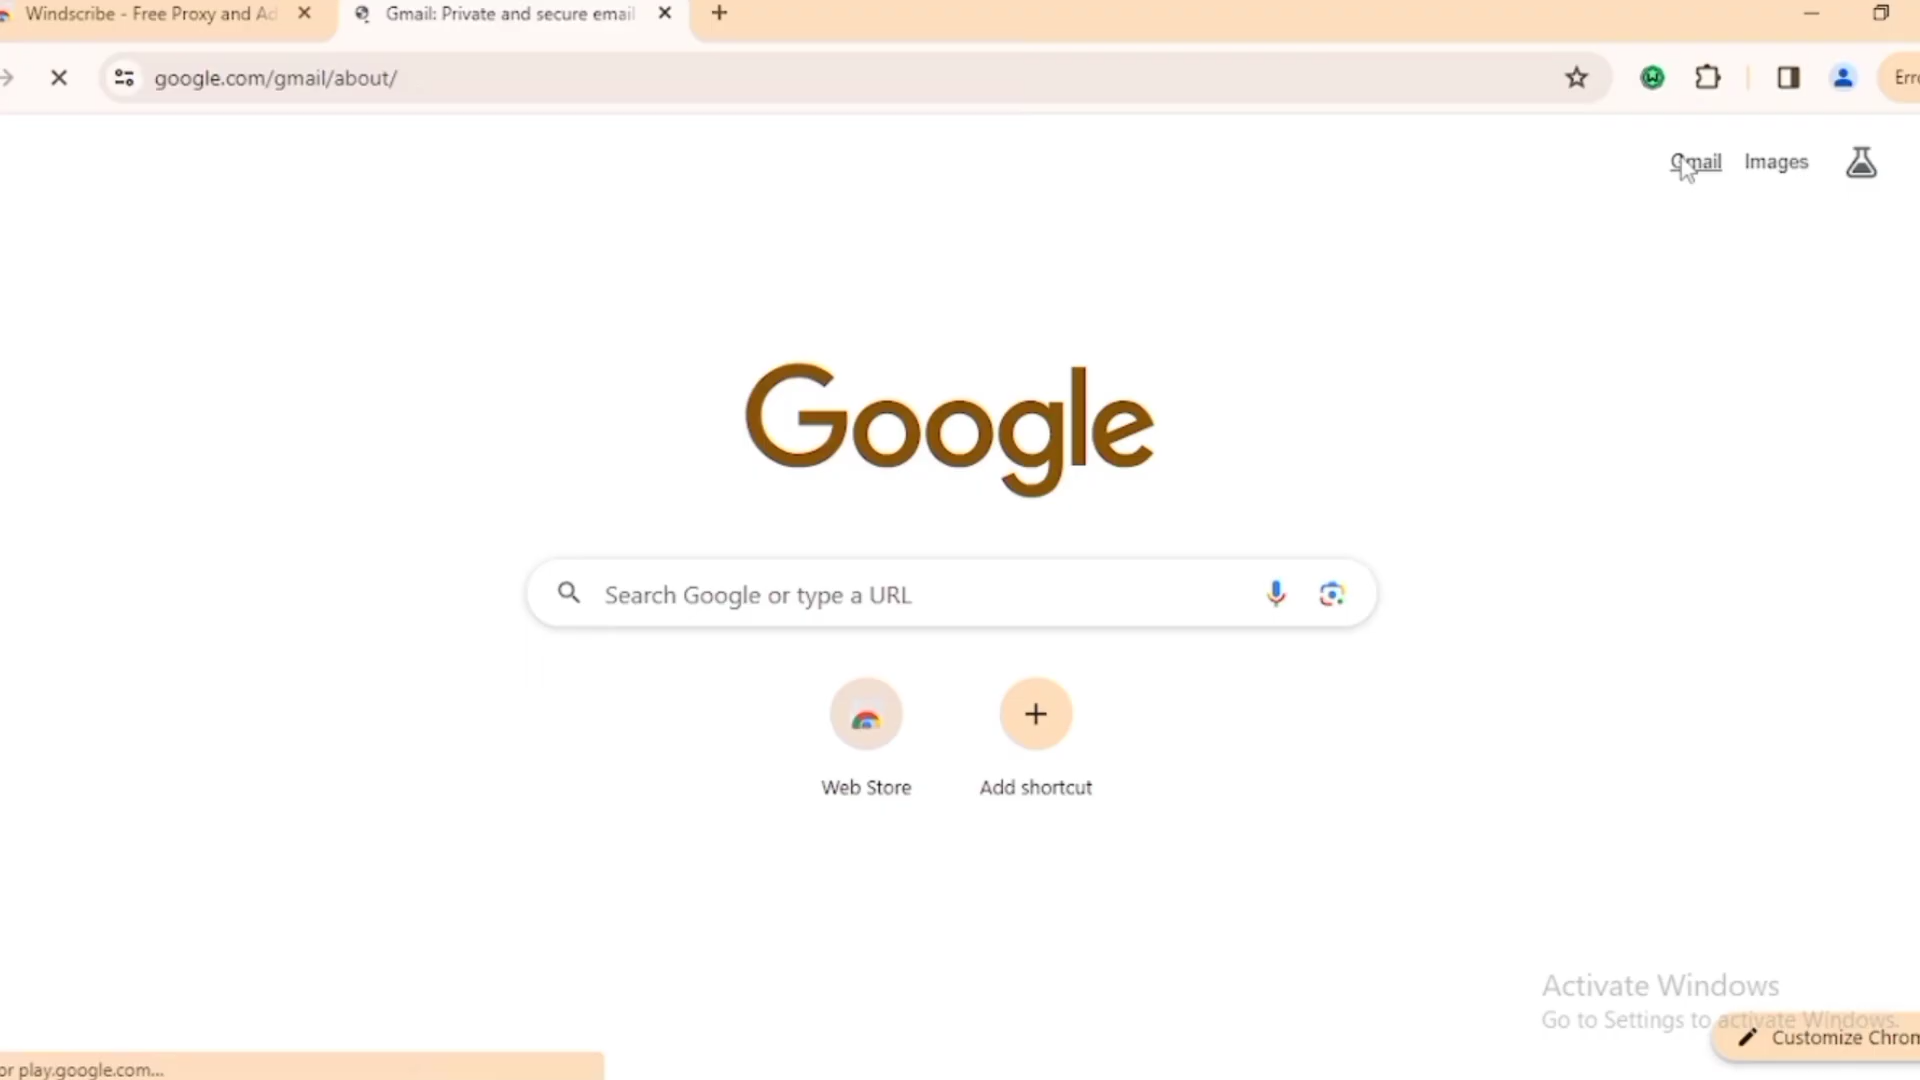 Windscribe - Free Proxy and Ad
Gmail: Private and secure email
google.com/gmail/about/
Erro
Gmail Images
Google
Search Google or type a URL
Web Store Add shortcut
Activate Windows
Go to Settings to activate Windows.
Customize Chrom
or play.google.com...